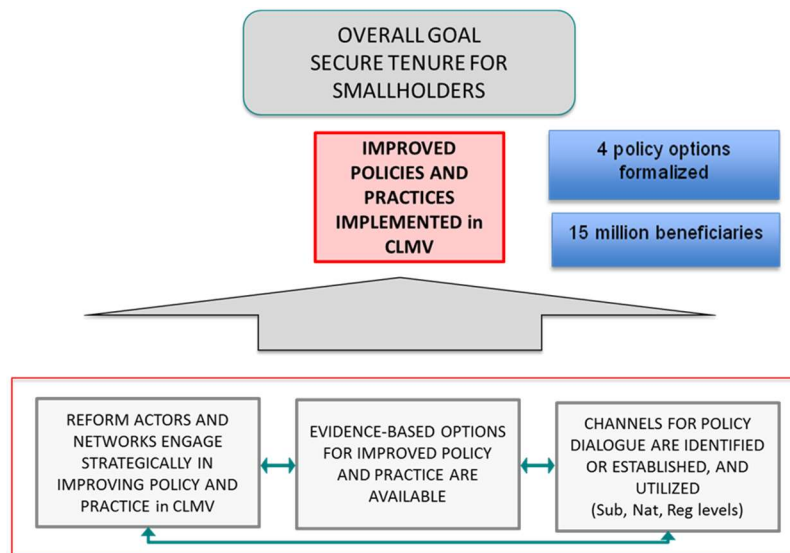 OVERALL GOAL
SECURE TENURE FOR
SMALLHOLDERS
IMPROVED
POLICIES AND
PRACTICES
IMPLEMENTED in
CLMV
4 policy options
formalized
15 million beneficiaries
REFORM ACTORS AND
NETWORKS ENGAGE
STRATEGICALLY IN
IMPROVING POLICY AND
PRACTICE in CLMV
EVIDENCE-BASED OPTIONS
FOR IMPROVED POLICY
AND PRACTICE ARE
AVAILABLE
CHANNELS FOR POLICY
DIALOGUE ARE IDENTIFIED
OR ESTABLISHED, AND
UTILIZED
(Sub, Nat, Reg levels)